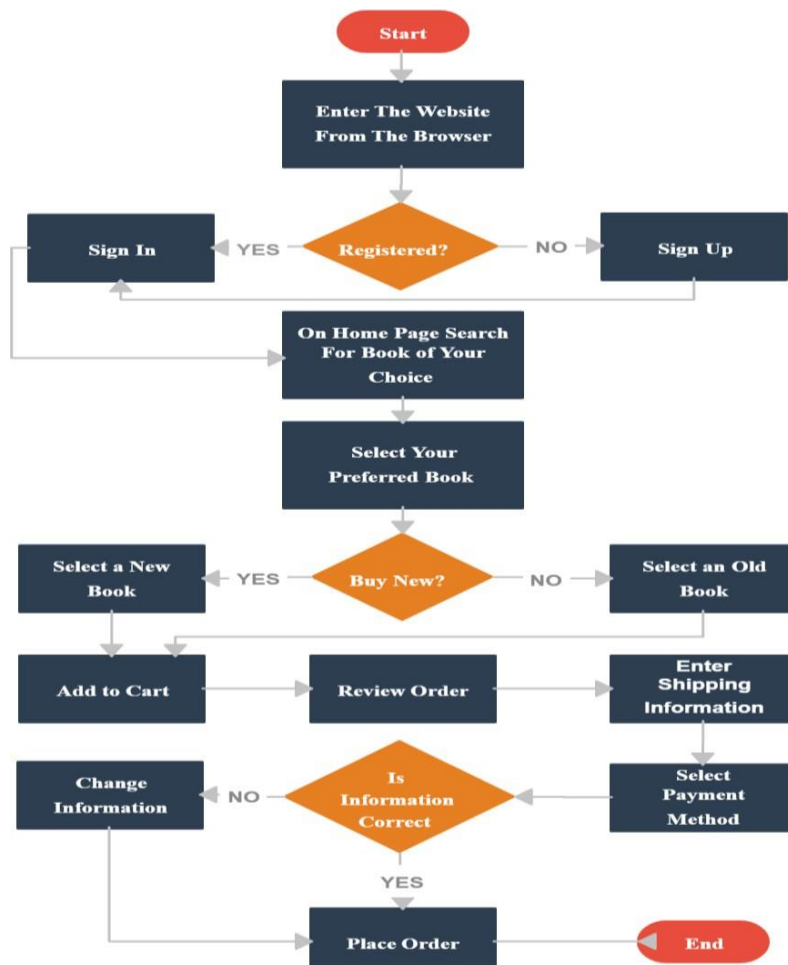 Start
Enter The Website
From The Browser
Sign In
YES
Registered?
NO
Sign Up
On Home Page Search
For Book of Your
Choice
Select Your
Preferred Book
Select a New
Book
YES
Buy New?
NO
Select an Old
Book
Add to Cart
Review Order
Enter
Shipping
Information
Change
Information
NO
Is
Information
Correct
Select
Payment
Method
YES
Place Order
End